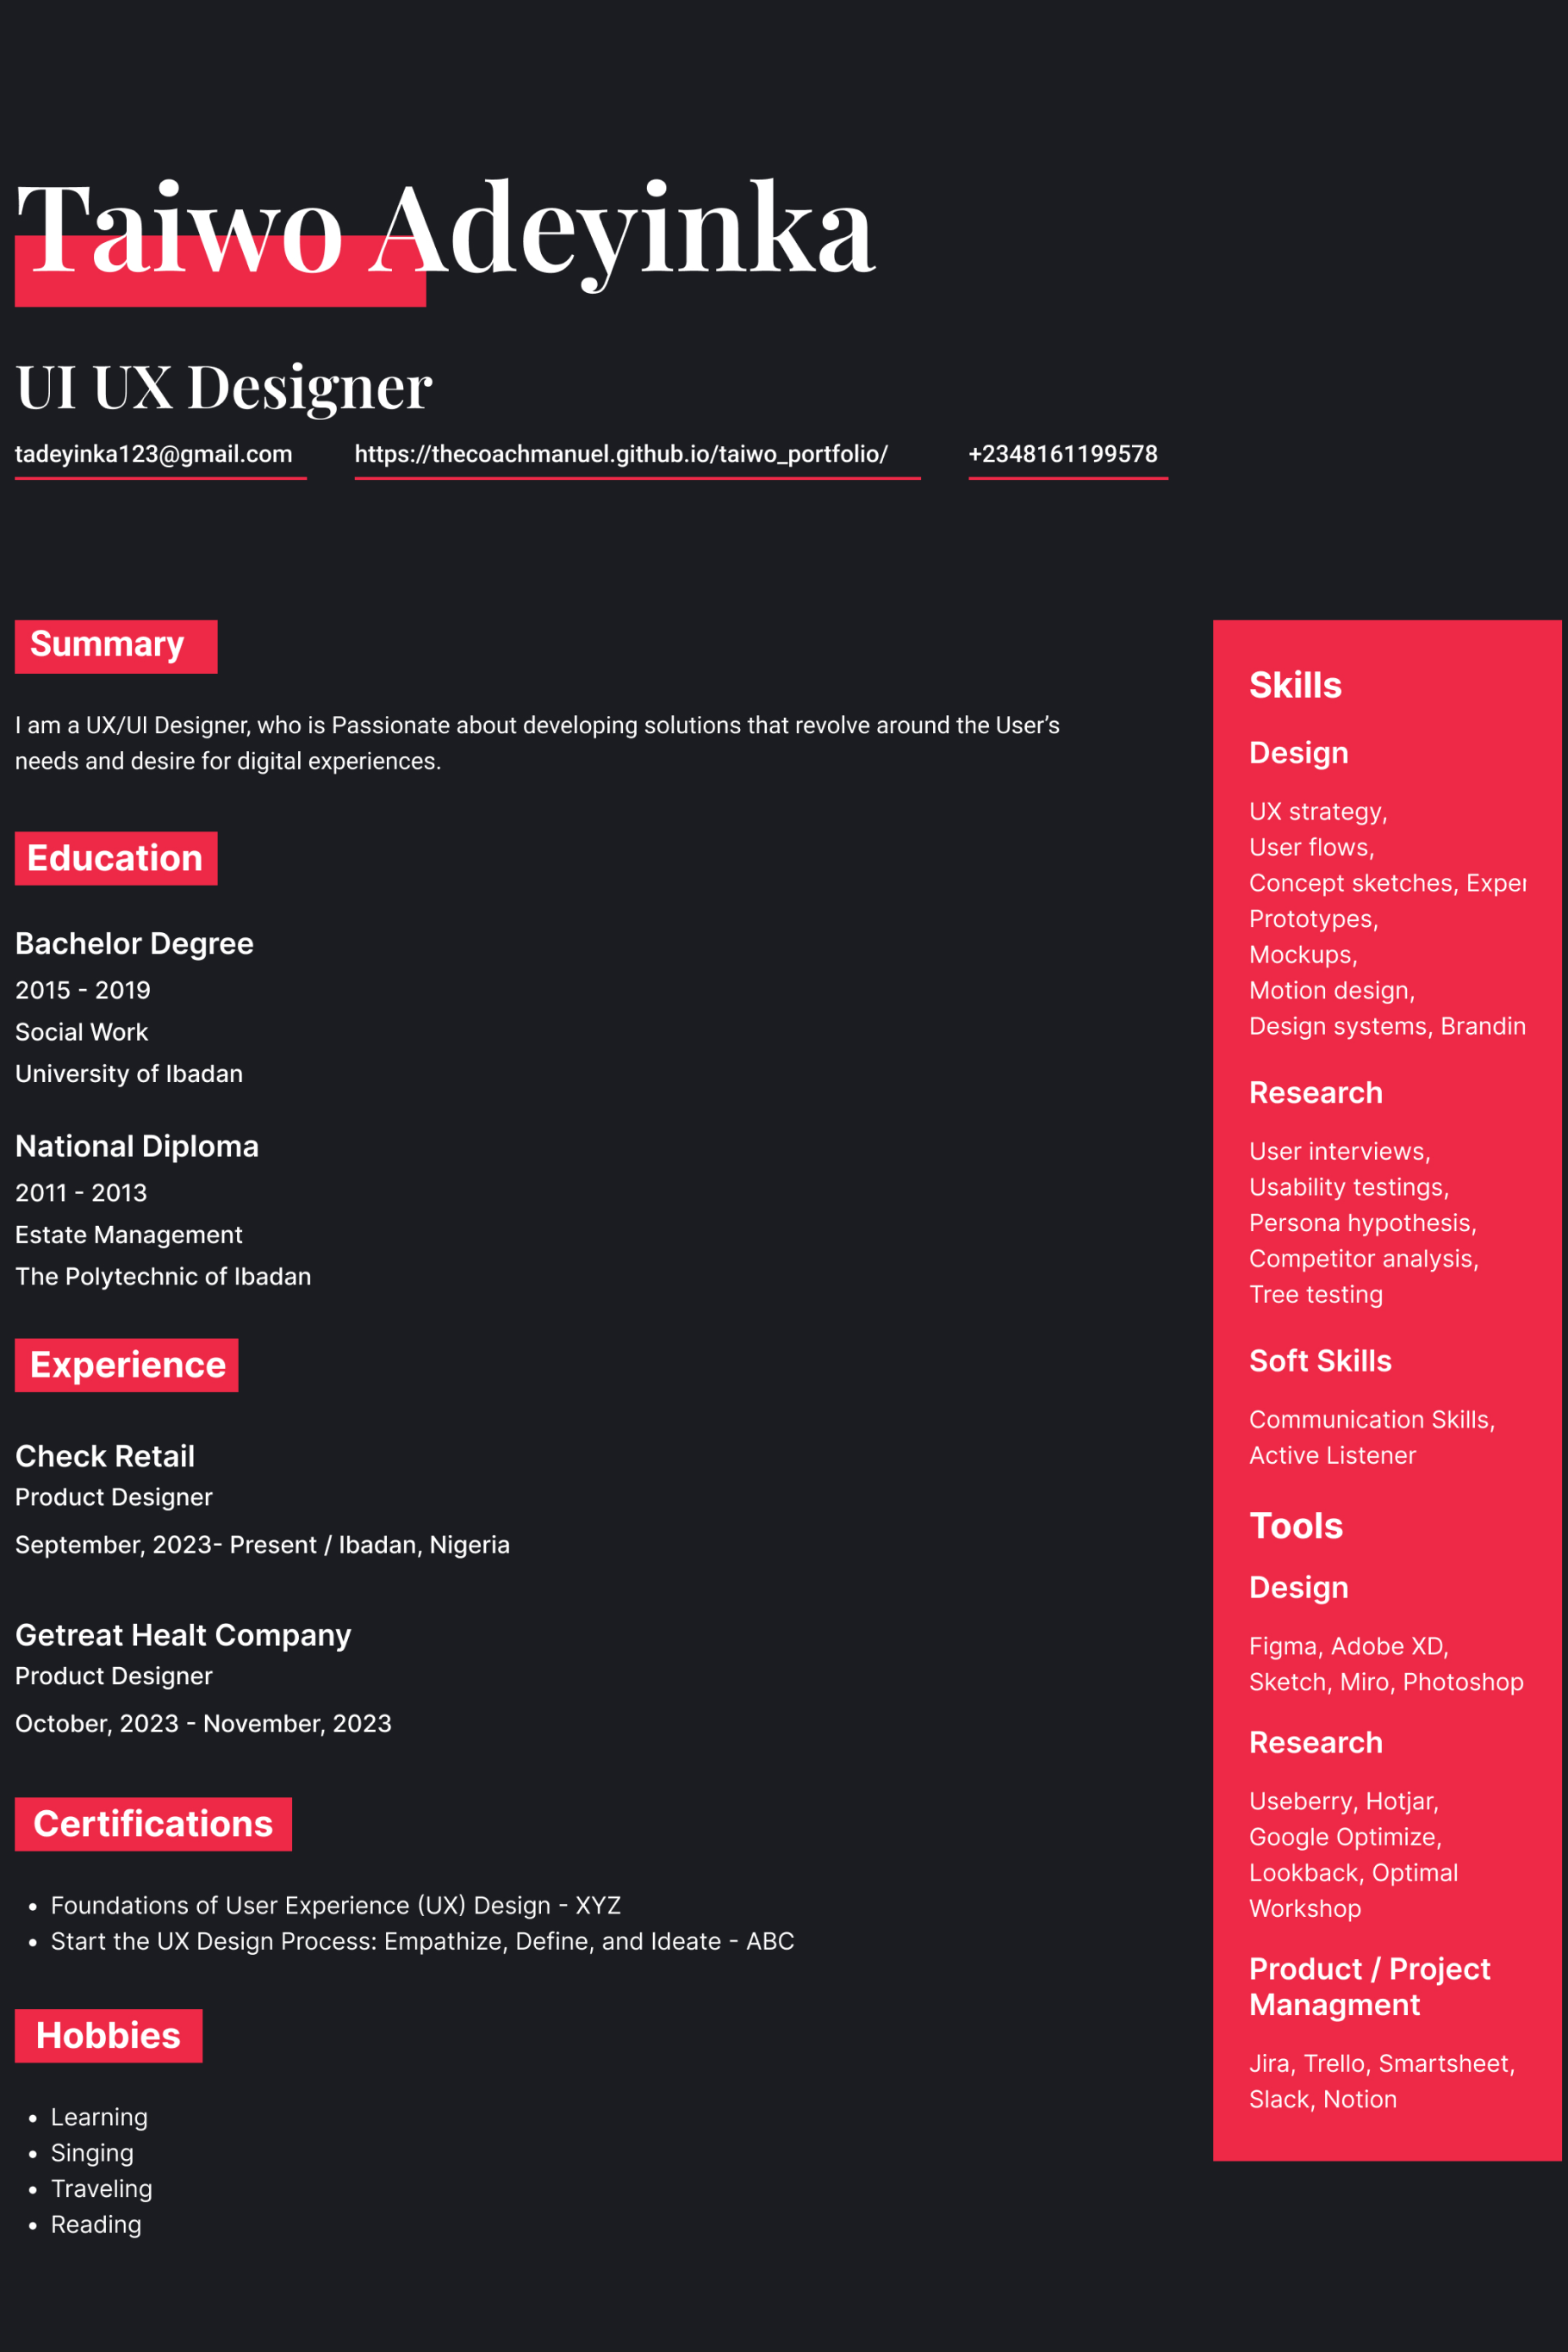 Taiwo Adeyinka
UI UX Designer
tadeyinka123@gmail.com
https://thecoachmanuel.github.io/taiwo_portfolio/
+2348161199578
Summary
I am a UX/UI Designer, who is Passionate about developing solutions that revolve around the User’s
needs and desire for digital experiences.
Education
Bachelor Degree
2015 - 2019
Social Work
University of Ibadan
National Diploma
2011 - 2013
Estate Management
The Polytechnic of Ibadan
Experience
Check Retail
Product Designer
September, 2023- Present / Ibadan, Nigeria
Getreat Healt Company
Product Designer
October, 2023 - November, 2023
Certifications
• Foundations of User Experience (UX) Design - XYZ
• Start the UX Design Process: Empathize, Define, and Ideate - ABC
Hobbies
• Learning
• Singing
• Traveling
• Reading
Skills
Design
UX strategy,
User flows,
Concept sketches,
Prototypes,
Mockups,
Motion design,
Design systems, Brandin
Research
User interviews,
Usability testings,
Persona hypothesis,
Competitor analysis,
Tree testing
Soft Skills
Communication Skills,
Active Listener
Tools
Design
Figma, Adobe XD,
Sketch, Miro, Photoshop
Research
Useberry, Hotjar,
Google Optimize,
Lookback, Optimal
Workshop
Product / Project
Managment
Jira, Trello, Smartsheet,
Slack, Notion